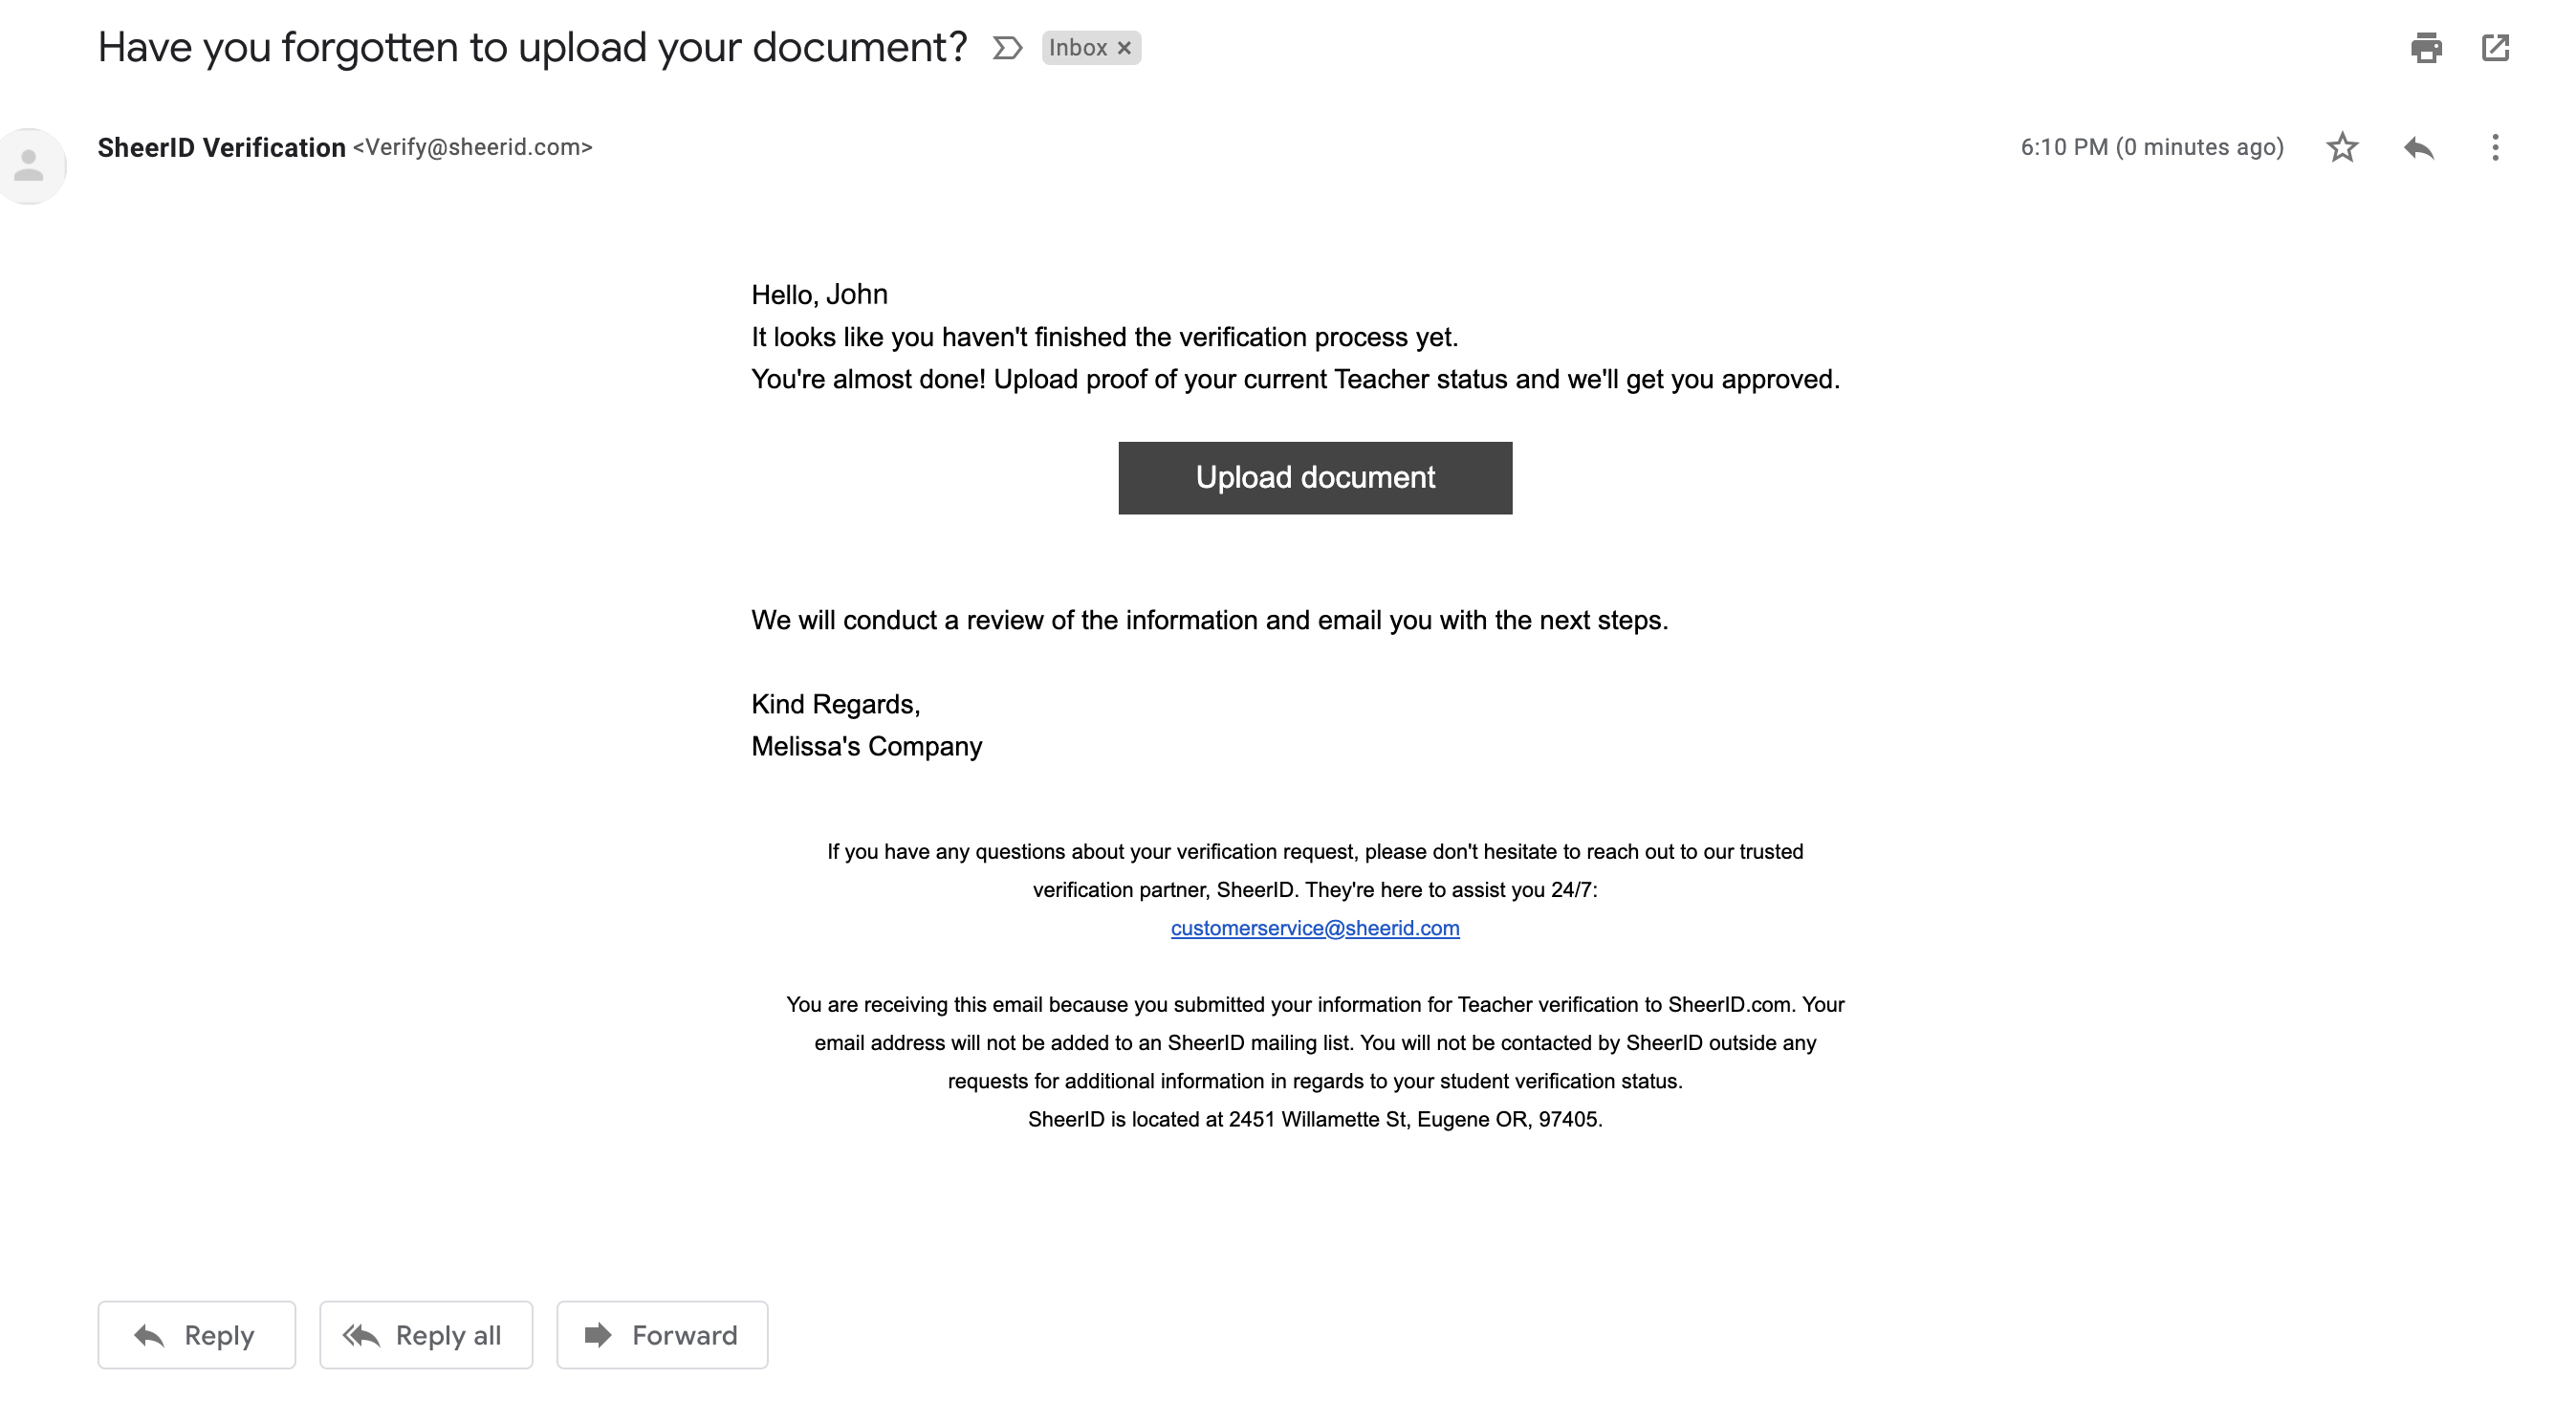 Have you forgotten to upload your document? Inbox ×
SheerID Verification <Verify@sheerid.com> 6:10 PM (0 minutes ago)
Hello, John
It looks like you haven't finished the verification process yet.
You're almost done! Upload proof of your current Teacher status and we'll get you approved.
Upload document
We will conduct a review of the information and email you with the next steps.
Kind Regards,
Melissa's Company
If you have any questions about your verification request, please don't hesitate to reach out to our trusted
verification partner, SheerID. They're here to assist you 24/7:
customerservice@sheerid.com
You are receiving this email because you submitted your information for Teacher verification to SheerID.com. Your
email address will not be added to an SheerID mailing list. You will not be contacted by SheerID outside any
requests for additional information in regards to your student verification status.
SheerID is located at 2451 Willamette St, Eugene OR, 97405.
Reply Reply all Forward